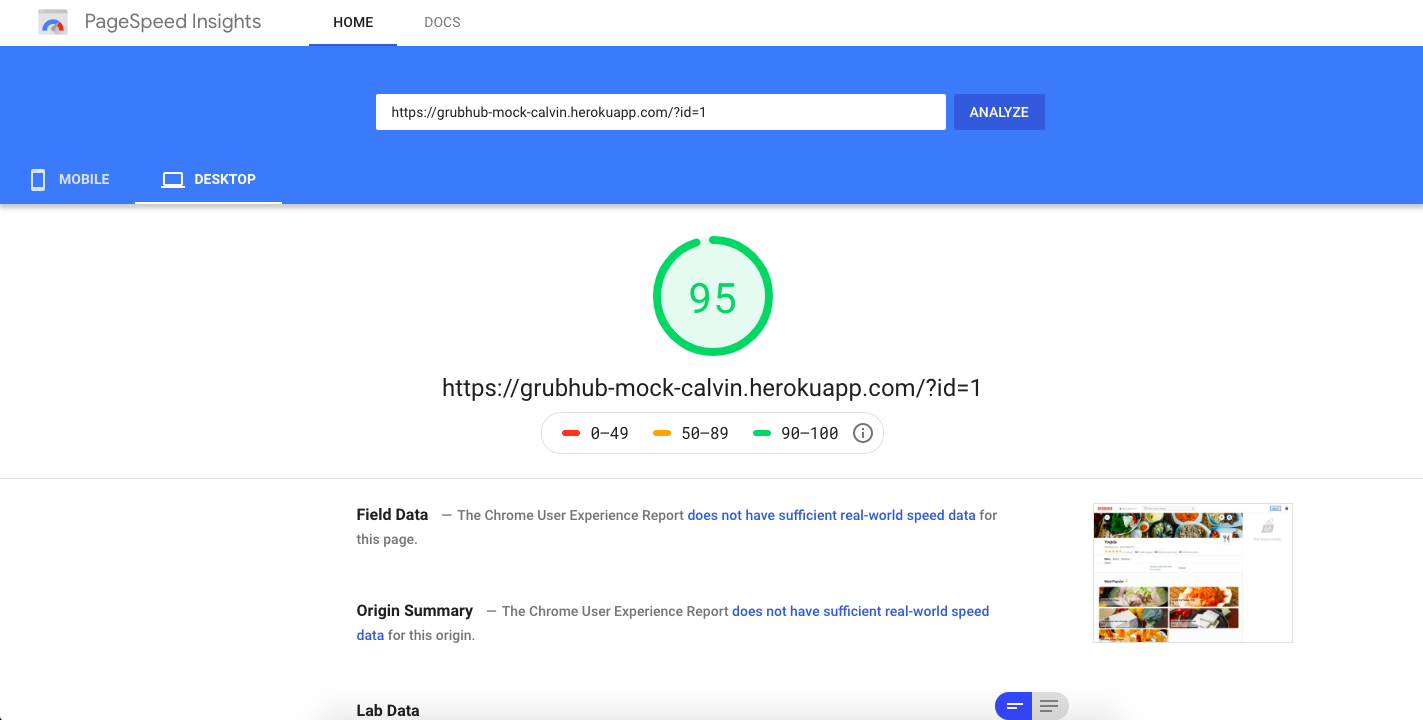 PageSpeed Insights
HOME
DOCS
https://grubhub-mock-calvin.herokuapp.com/?id=1
ANALYZE
MOBILE
DESKTOP
95
https://grubhub-mock-calvin.herokuapp.com/?id=1
0–49 50–89 90–100
Field Data — The Chrome User Experience Report does not have sufficient real-world speed data for
this page.
Origin Summary — The Chrome User Experience Report does not have sufficient real-world speed
data for this origin.
Lab Data